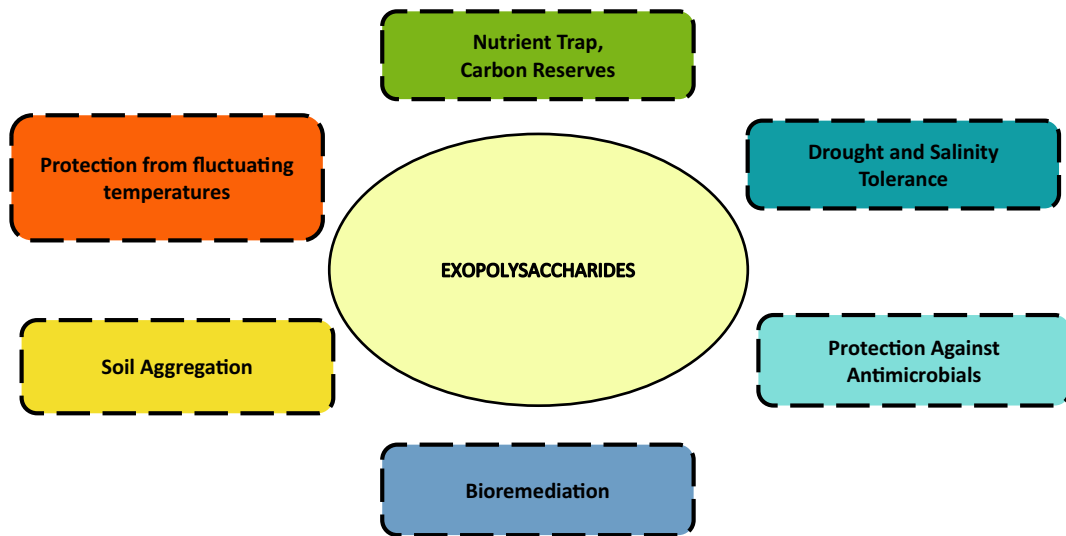 Nutrient Trap,
Carbon Reserves
Protection from fluctuating
temperatures
Drought and Salinity
Tolerance
EXOPOLYSACCHARIDES
Soil Aggregation
Protection Against
Antimicrobials
Bioremediation